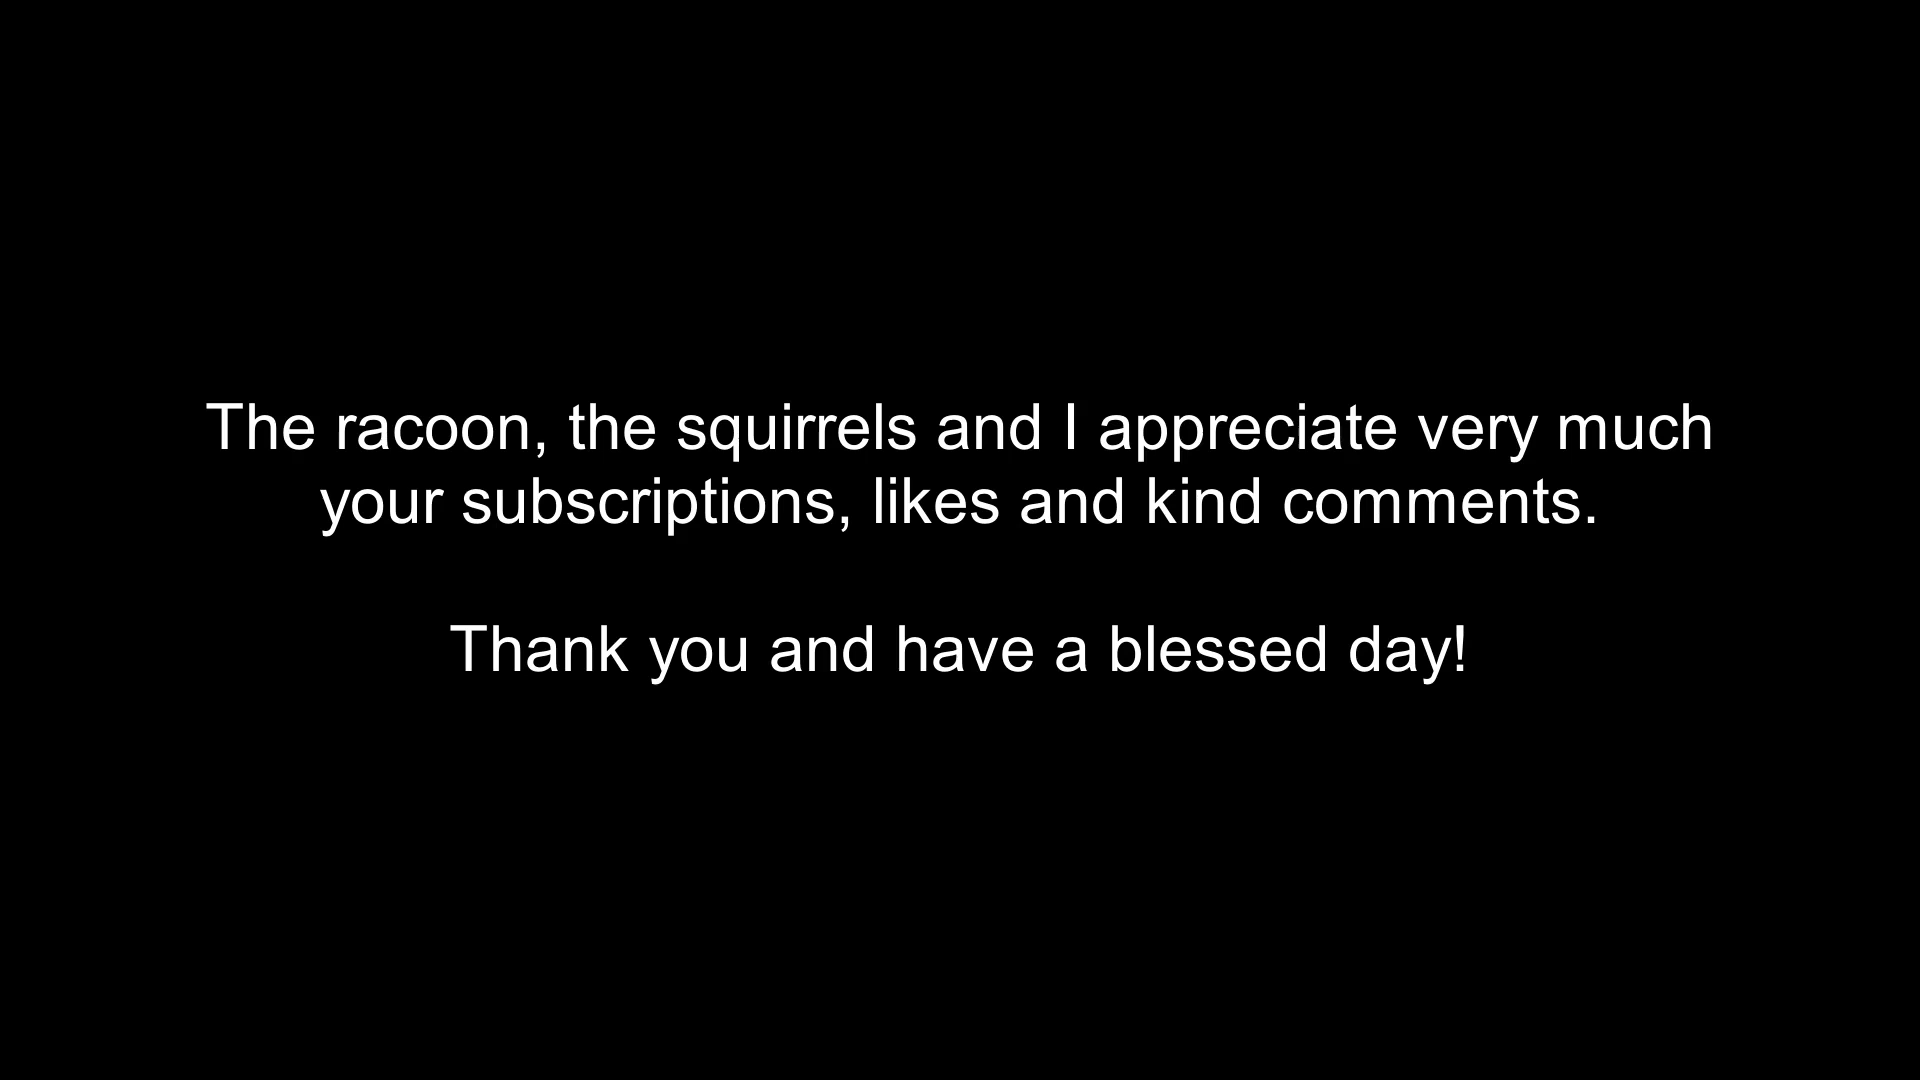 The racoon, the squirrels and I appreciate very much
your subscriptions, likes and kind comments.
Thank you and have a blessed day!